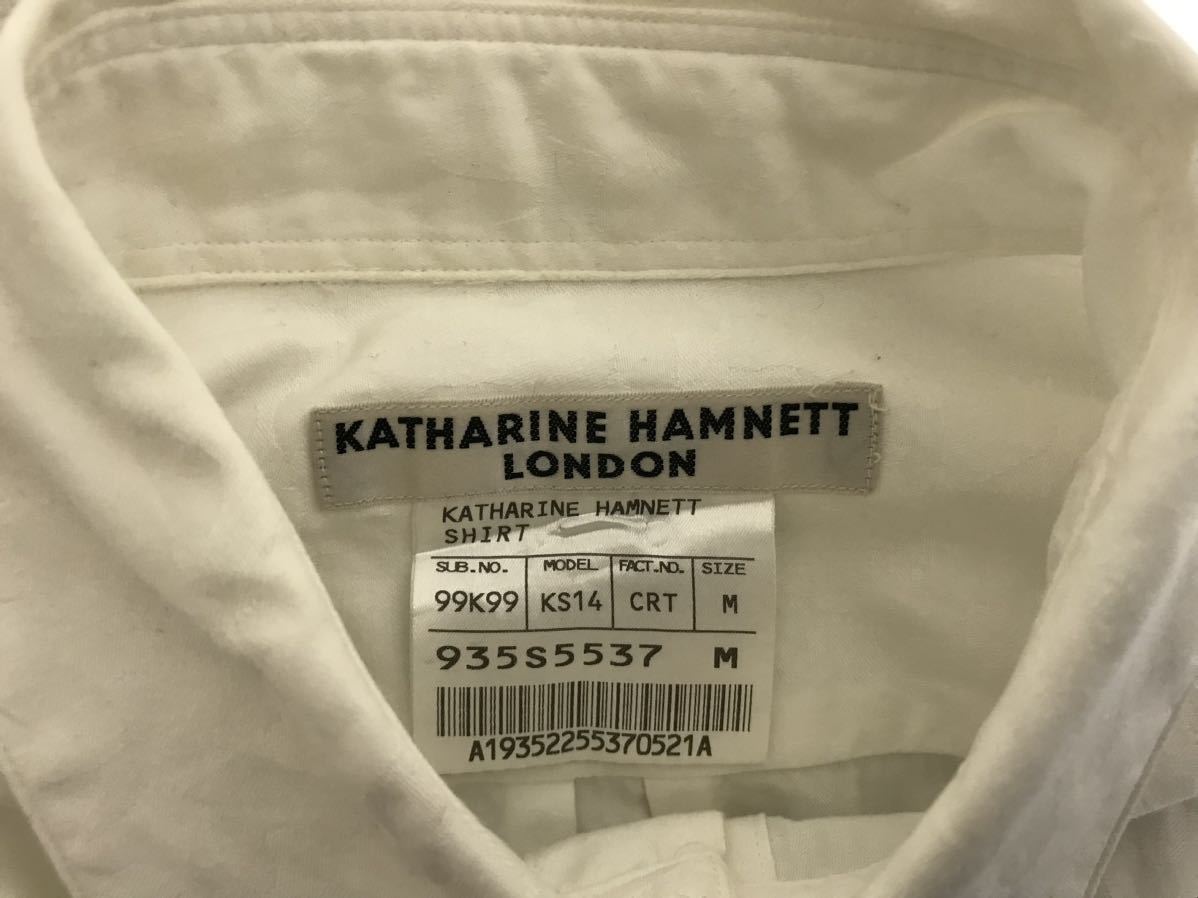 KATHARINE HAMNETT
LONDON
KATHARINE HAMNETT
SHIRT
SUB.NO. MODEL FACT.NO. SIZE
99K99 KS14 CRT M
935S5537 M
A19352255370521A